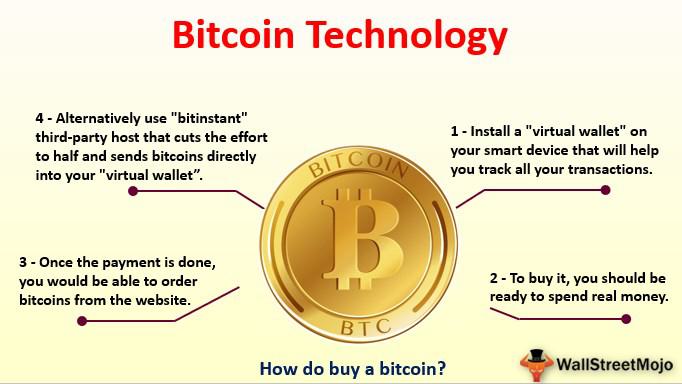 Bitcoin Technology
4 - Alternatively use "bitinstant"
third-party host that cuts the effort
to half and sends bitcoins directly
into your "virtual wallet”.
1 - Install a "virtual wallet" on
your smart device that will help
you track all your transactions.
BITCOIN
B
BTC
3 - Once the payment is done,
you would be able to order
bitcoins from the website.
2 - To buy it, you should be
ready to spend real money.
How do buy a bitcoin?
WallStreetMojo